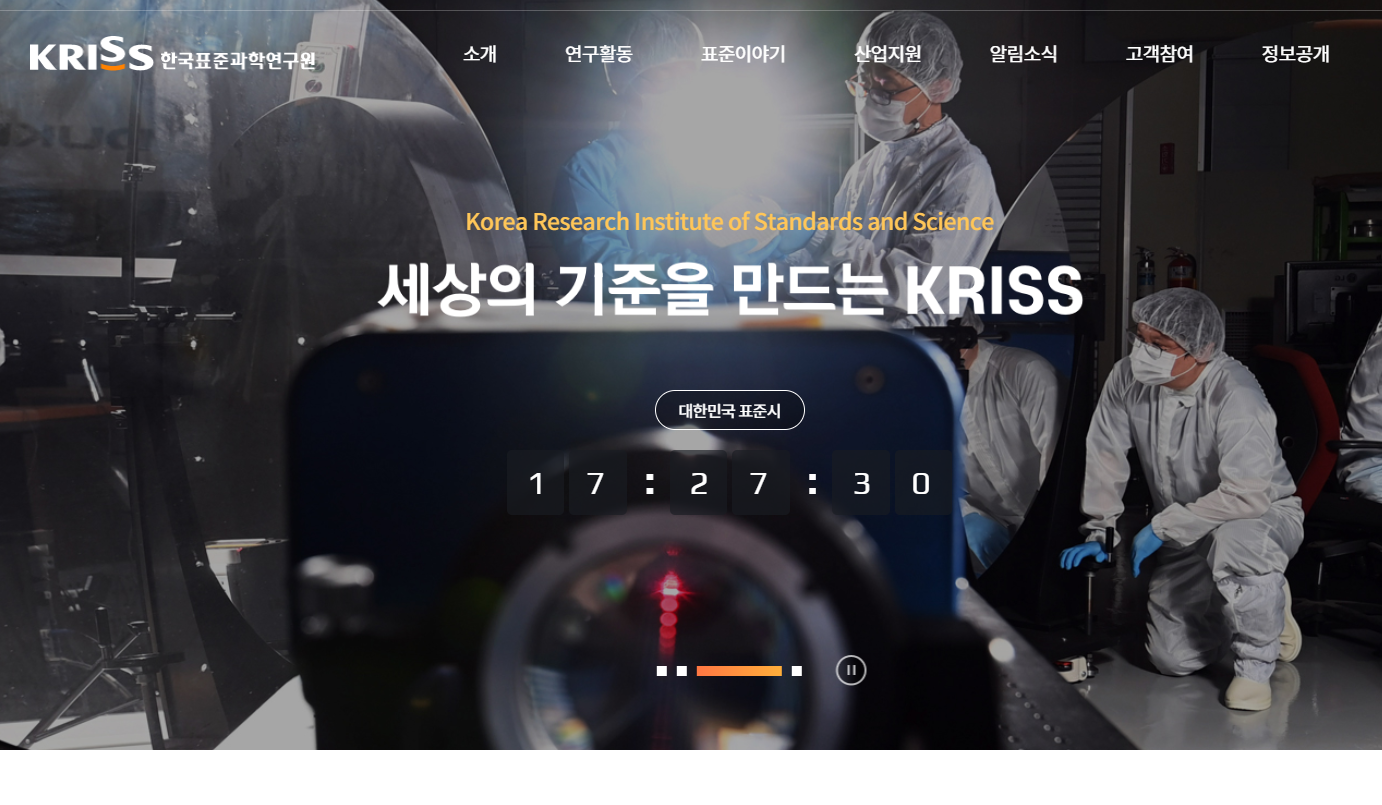 KRISS 한국표준과학연구원
소개 연구활동 표준이야기 산업지원 알림소식 고객참여 정보공개
Korea Research Institute of Standards and Science
세상의 기준을 만드는 KRISS
대한민국 표준시
17:27:30